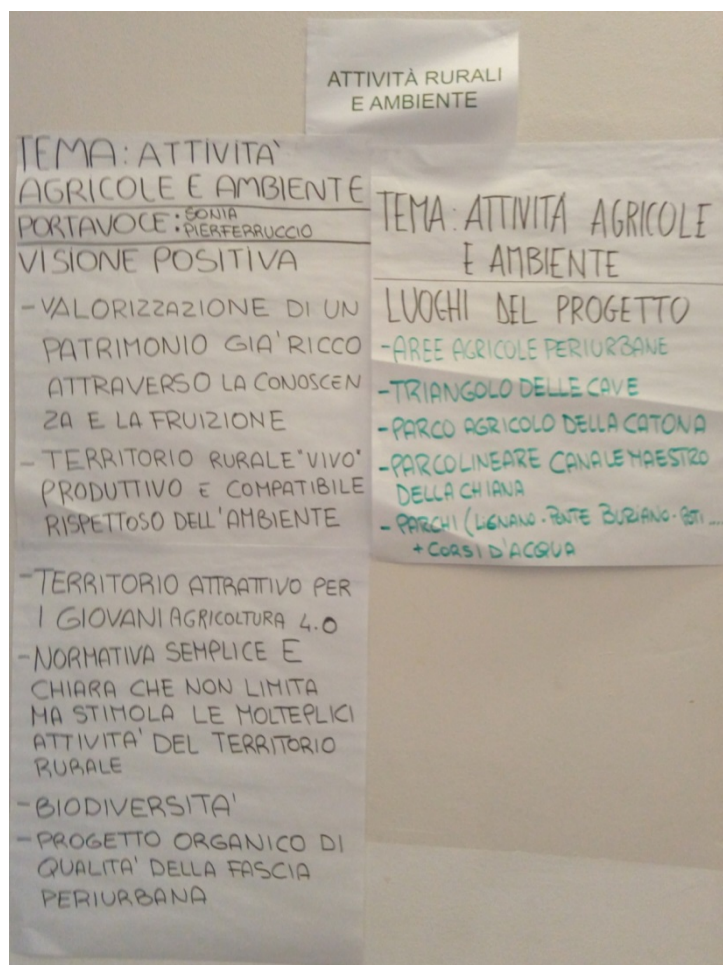 ATTIVITÀ RURALI
E AMBIENTE
TEMA: ATTIVITA'
AGRICOLE E AMBIENTE
PORTAVOCE: SONIA
PIERFERRUCCIO
VISIONE POSITIVA
- VALORIZZAZIONE DI UN
PATRIMONIO GIA' RICCO
ATTRAVERSO LA CONOSCEN
ZA E LA FRUIZIONE
- TERRITORIO RURALE "VIVO"
PRODUTTIVO E COMPATIBILE
RISPETTOSO DELL'AMBIENTE
- TERRITORIO ATTRATTIVO PER
I GIOVANI AGRICOLTURA 4.0
- NORMATIVA SEMPLICE E
CHIARA CHE NON LIMITA
MA STIMOLA LE MOLTEPLICI
ATTIVITA' DEL TERRITORIO
RURALE
- BIODIVERSITA'
- PROGETTO ORGANICO DI
QUALITA' DELLA FASCIA
PERIURBANA
TEMA: ATTIVITÀ AGRICOLE
E AMBIENTE
LUOGHI DEL PROGETTO
- AREE AGRICOLE PERIURBANE
- TRIANGOLO DELLE CAVE
- PARCO AGRICOLO DELLA CATONA
- PARCO LINEARE CANALE MAESTRO
DELLA CHIANA
- PARCHI (LIGNANO - PONTE BURIANO - POTI ....
+ CORSI D'ACQUA